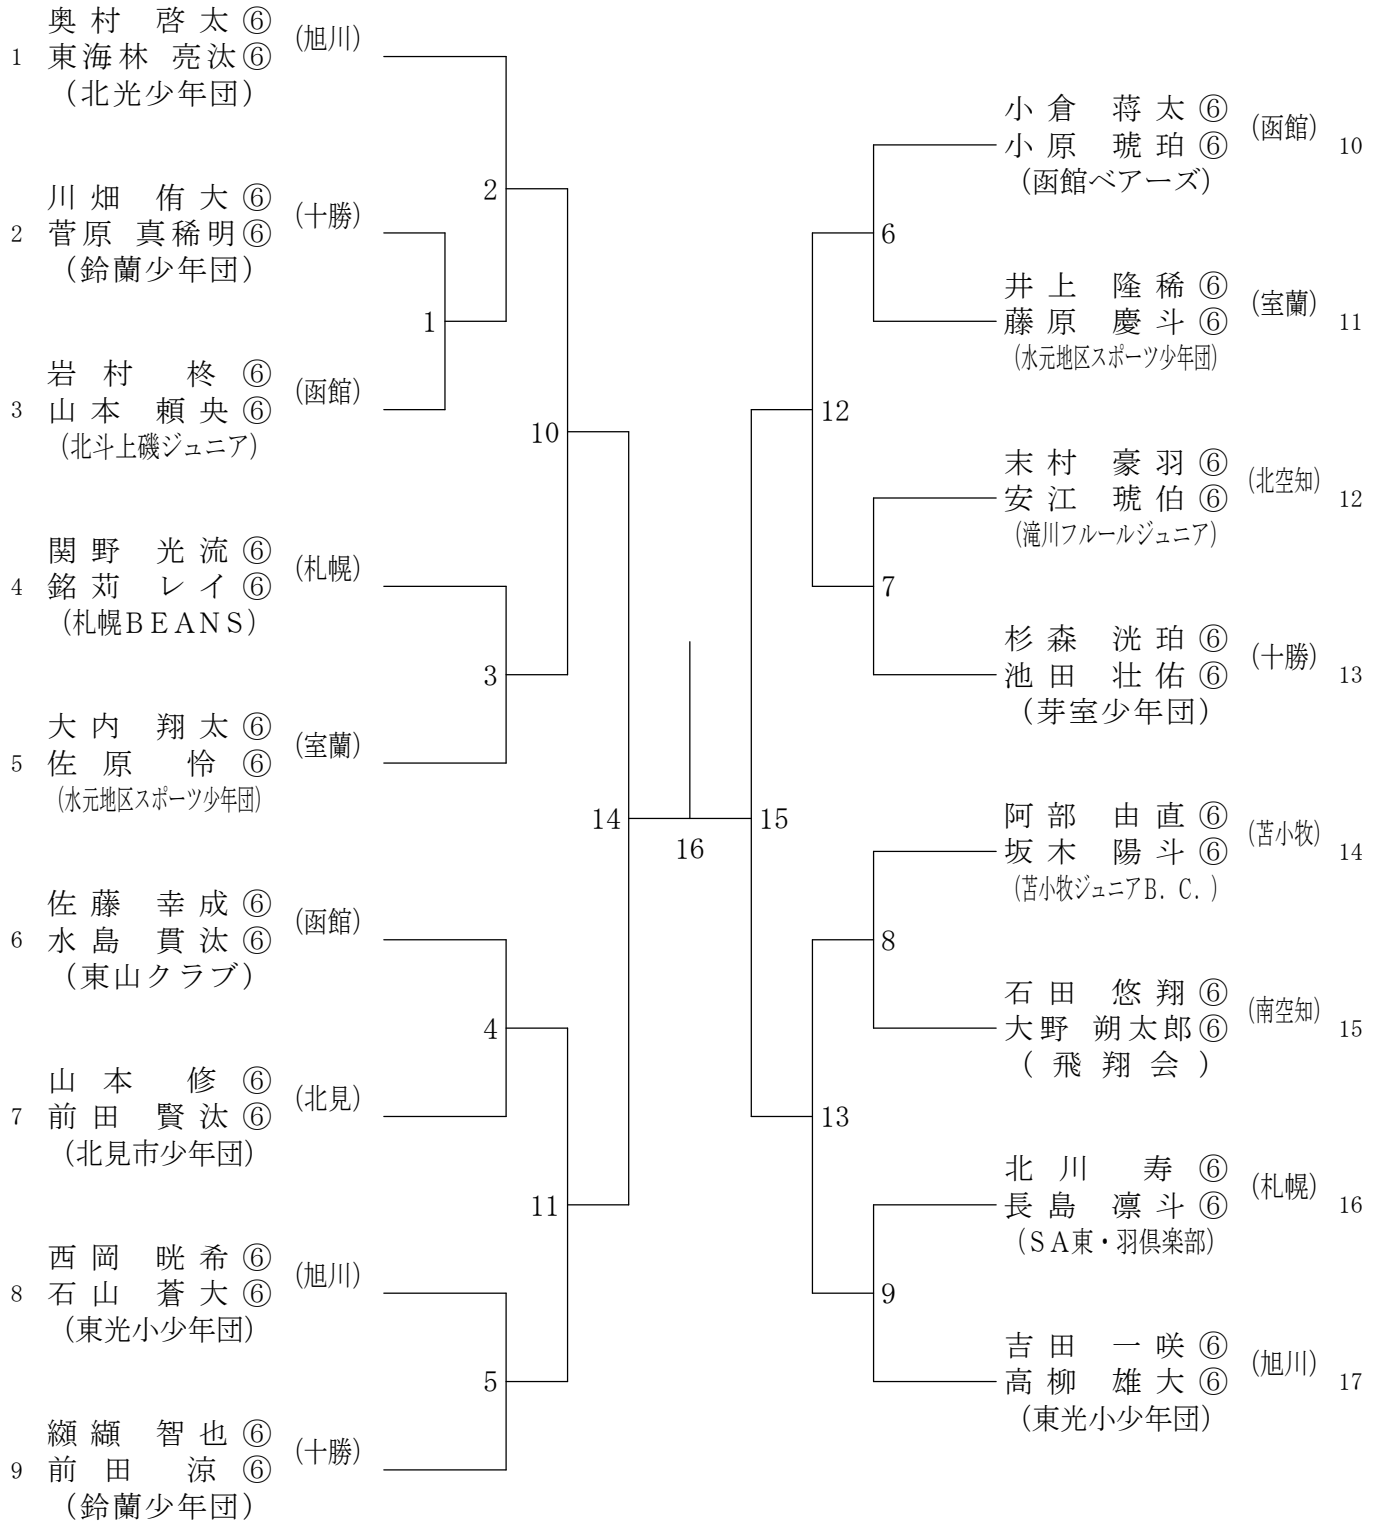 奥村 啓太⑥
(旭川)
1 東海林 亮汰⑥
(北光少年団)
川畑 侑大⑥
(十勝)
2 菅原 真稀明⑥
(鈴蘭少年団)
岩村 柊⑥
(函館)
3 山本 頼央⑥
(北斗上磯ジュニア)
関野 光流⑥
(札幌)
4 銘苅 レイ⑥
(札幌BEANS)
大内 翔太⑥
(室蘭)
5 佐原 怜⑥
(水元地区スポーツ少年団)
佐藤 幸成⑥
(函館)
6 水島 貫汰⑥
(東山クラブ)
山本 修⑥
(北見)
7 前田 賢汰⑥
(北見市少年団)
西岡 晄希⑥
(旭川)
8 石山 蒼大⑥
(東光小少年団)
纐纈 智也⑥
(十勝)
9 前田 涼⑥
(鈴蘭少年団)
2
1
10
3
14
4
11
5
16
15
12
6
7
13
8
9
小倉 蒋太⑥
(函館)
小原 琥珀⑥ 10
(函館ベアーズ)
井上 隆稀⑥
(室蘭)
藤原 慶斗⑥ 11
(水元地区スポーツ少年団)
末村 豪羽⑥
(北空知)
安江 琥伯⑥ 12
(滝川フルールジュニア)
杉森 洸珀⑥
(十勝)
池田 壮佑⑥ 13
(芽室少年団)
阿部 由直⑥
(苫小牧)
坂木 陽斗⑥ 14
(苫小牧ジュニアB.C.)
石田 悠翔⑥
(南空知)
大野 朔太郎⑥ 15
(飛翔会)
北川 寿⑥
(札幌)
長島 凛斗⑥ 16
(SA東・羽倶楽部)
吉田 一咲⑥
(旭川)
高柳 雄大⑥ 17
(東光小少年団)